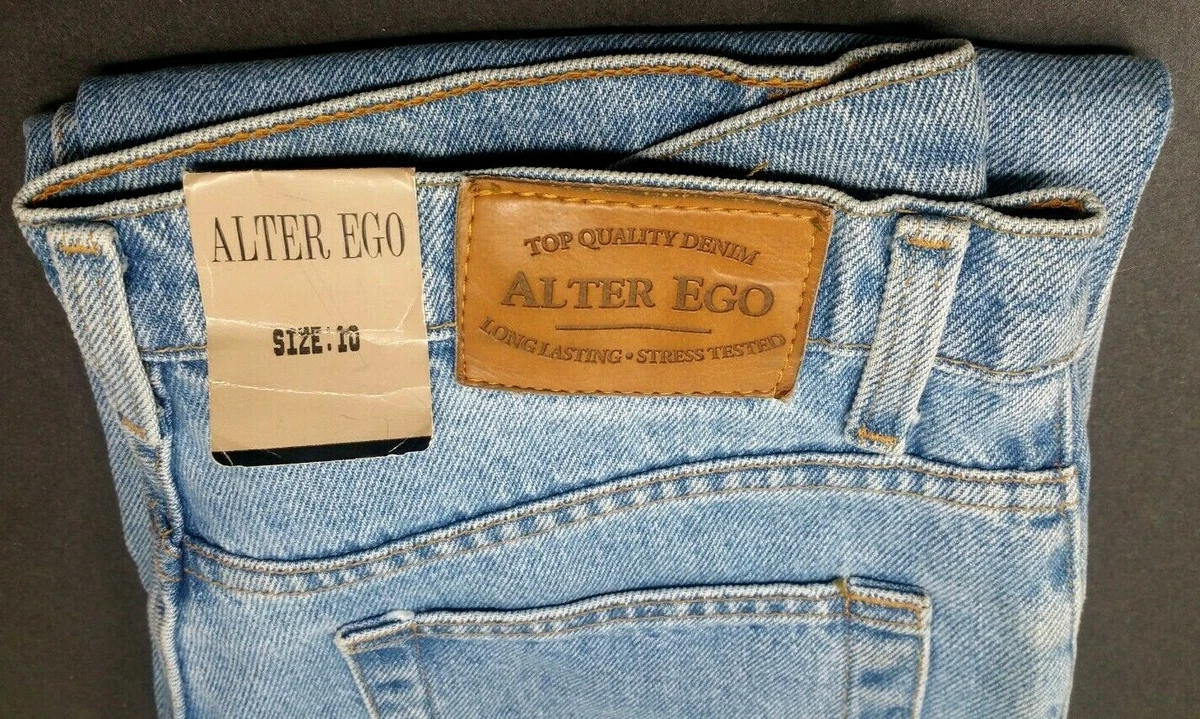 ALTER EGO
SIZE:10
TOP QUALITY DENIM
ALTER EGO
LONG LASTING • STRESS TESTED